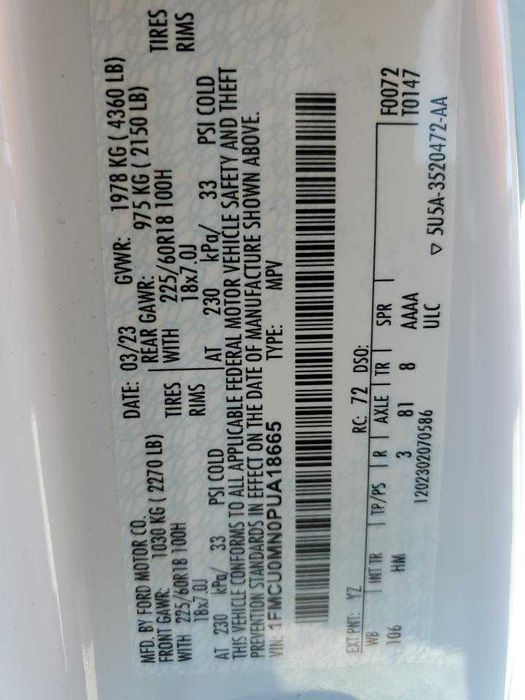 MFD. BY FORD MOTOR CO. DATE: 03/23 GVWR: 1978 KG ( 4360 LB)
FRONT GAWR: 1030 KG ( 2270 LB) REAR GAWR: 975 KG ( 2150 LB)
WITH 225/60R18 100H TIRES WITH 225/60R18 100H TIRES
18x7.0J RIMS 18x7.0J RIMS
AT 230 kPa/ 33 PSI COLD AT 230 kPa/ 33 PSI COLD
THIS VEHICLE CONFORMS TO ALL APPLICABLE FEDERAL MOTOR VEHICLE SAFETY AND THEFT
PREVENTION STANDARDS IN EFFECT ON THE DATE OF MANUFACTURE SHOWN ABOVE.
VIN: 1FMCU0MN0PUA18665 TYPE: MPV
EXT PNT: YZ RC: 72 DSO: F0072
WB INT TR TP/PS R AXLE TR SPR T0147
106 HM 3 81 8 AAAA
ULC
1202302070586 ▽ 5U5A-3520472-AA